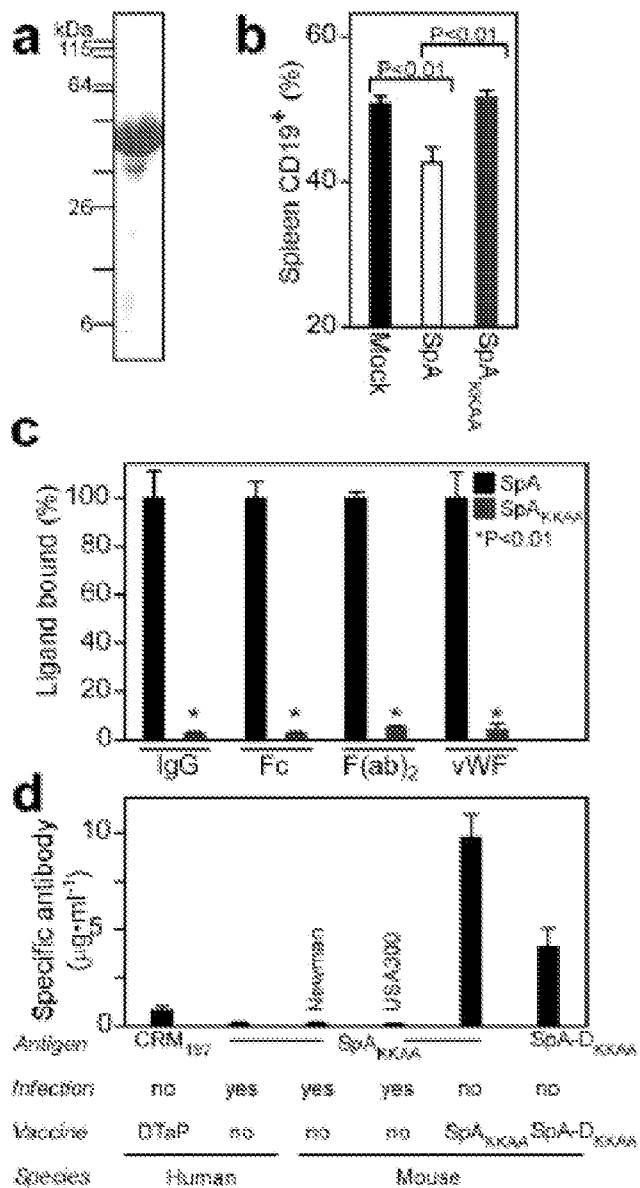 a
kDa
115
64
26
6
b
P<0.01
P<0.01
Spleen CD19+ (%)
60
40
20
Mock
SpA
SpAKKAA
c
Ligand bound (%)
100
80
60
40
20
0
SpA
SpAKKAA
*P<0.01
* * * *
IgG Fc F(ab)2 vWF
d
Specific antibody
(μg•ml-1)
10
5
0
Newman
USA300
Antigen CRM197 SpAKKAA SpA-DKKAA
Infection no yes yes yes no no
Vaccine DTaP no no no SpAKKAA SpA-DKKAA
Species Human Mouse